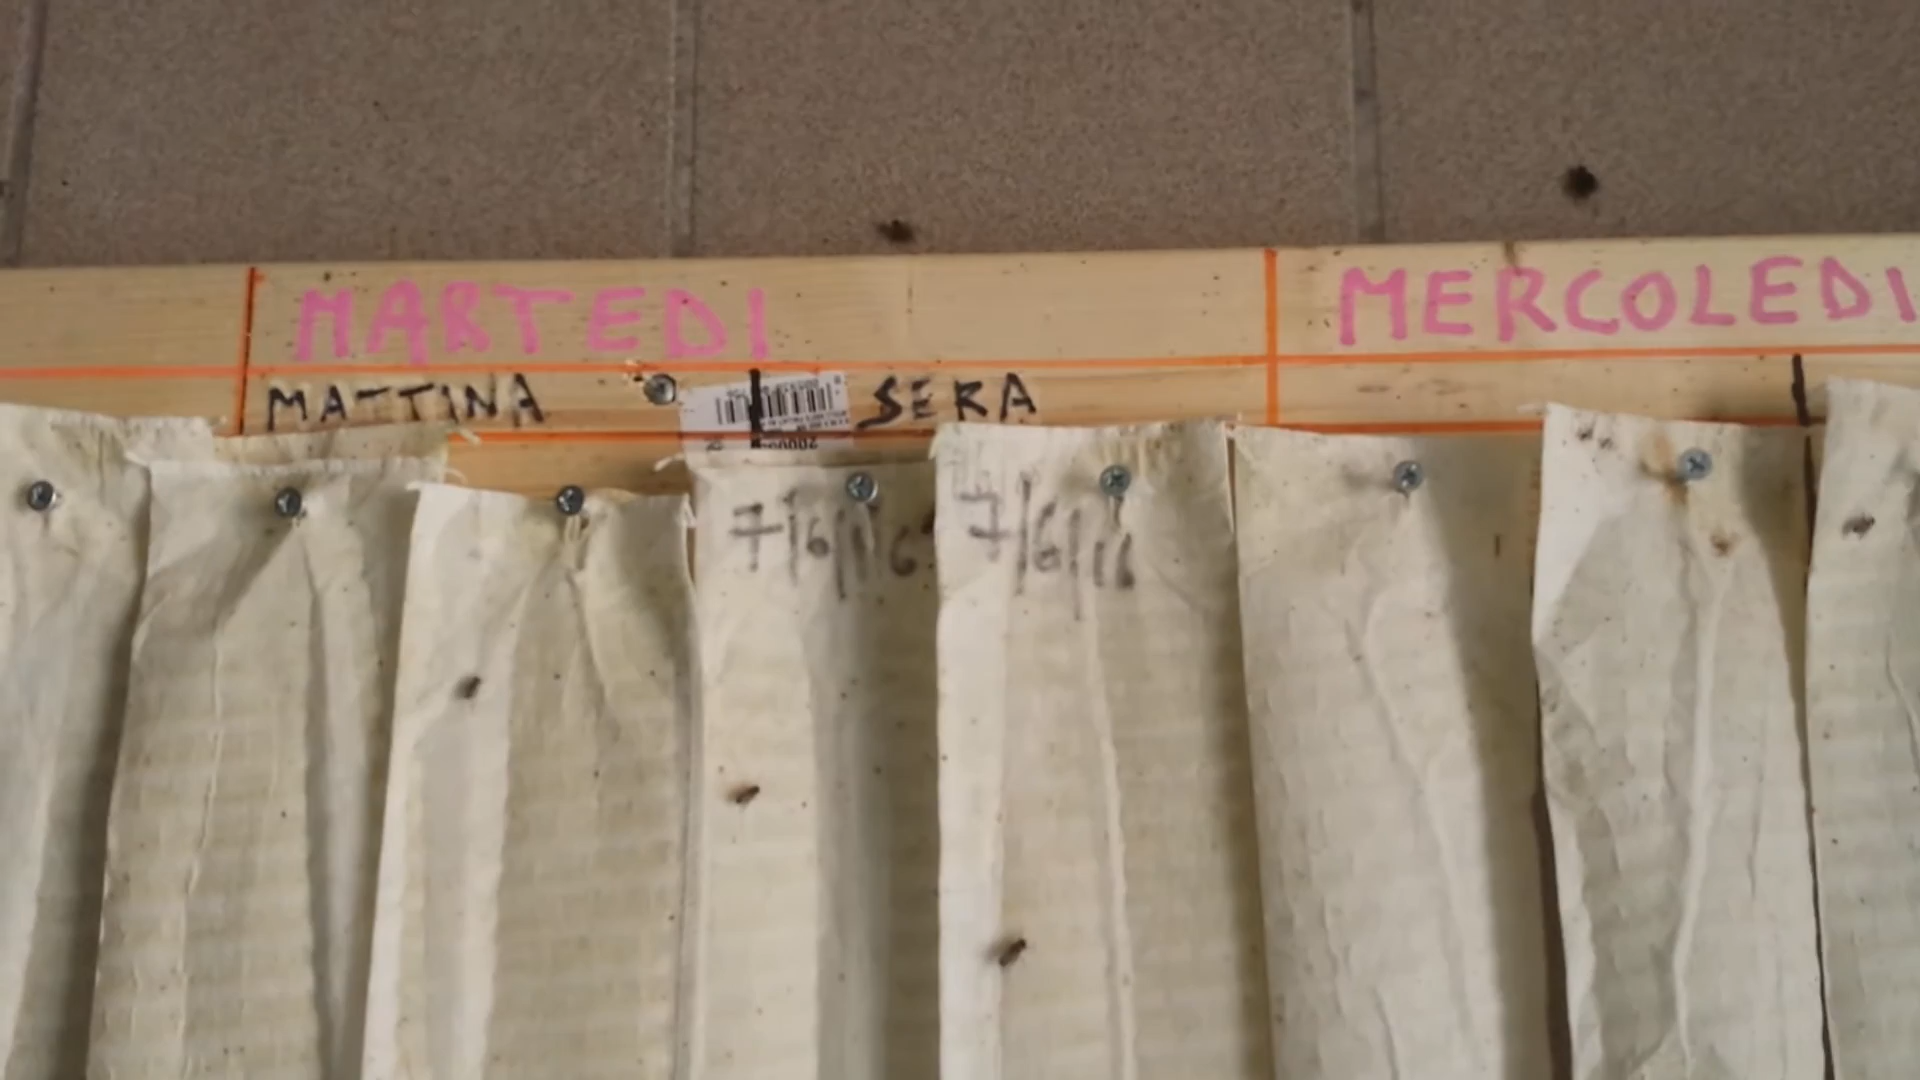 MARTEDI
MERCOLEDI
MATTINA
SERA
7/6/16
7/6/16